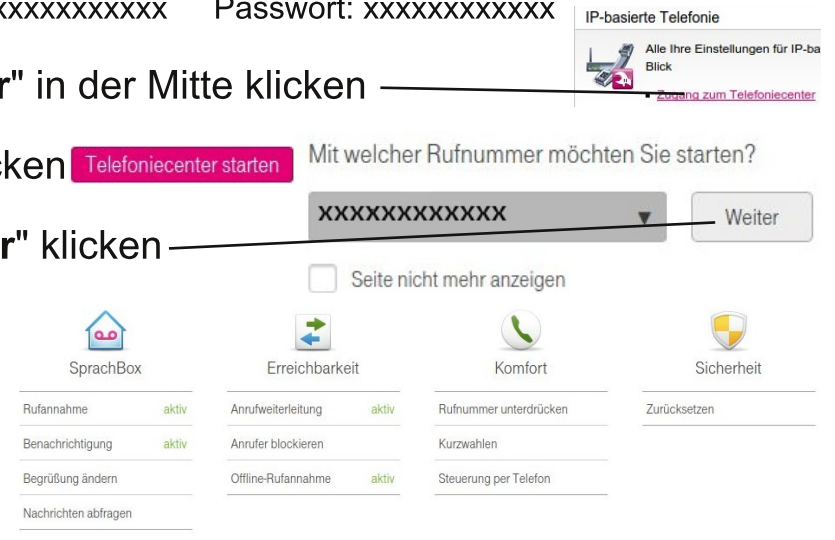 xxxxxxxxxxx Passwort: xxxxxxxxxxxx
IP-basierte Telefonie
Alle Ihre Einstellungen für IP-ba
Blick
Zugang zum Telefoniecenter
r" in der Mitte klicken
cken Telefoniecenter starten
Mit welcher Rufnummer möchten Sie starten?
xxxxxxxxxxxx Weiter
r" klicken
Seite nicht mehr anzeigen
SprachBox Erreichbarkeit Komfort Sicherheit
Rufannahme aktiv Anrufweiterleitung aktiv Rufnummer unterdrücken Zurücksetzen
Benachrichtigung aktiv Anrufer blockieren Kurzwahlen
Begrüßung ändern Offline-Rufannahme aktiv Steuerung per Telefon
Nachrichten abfragen